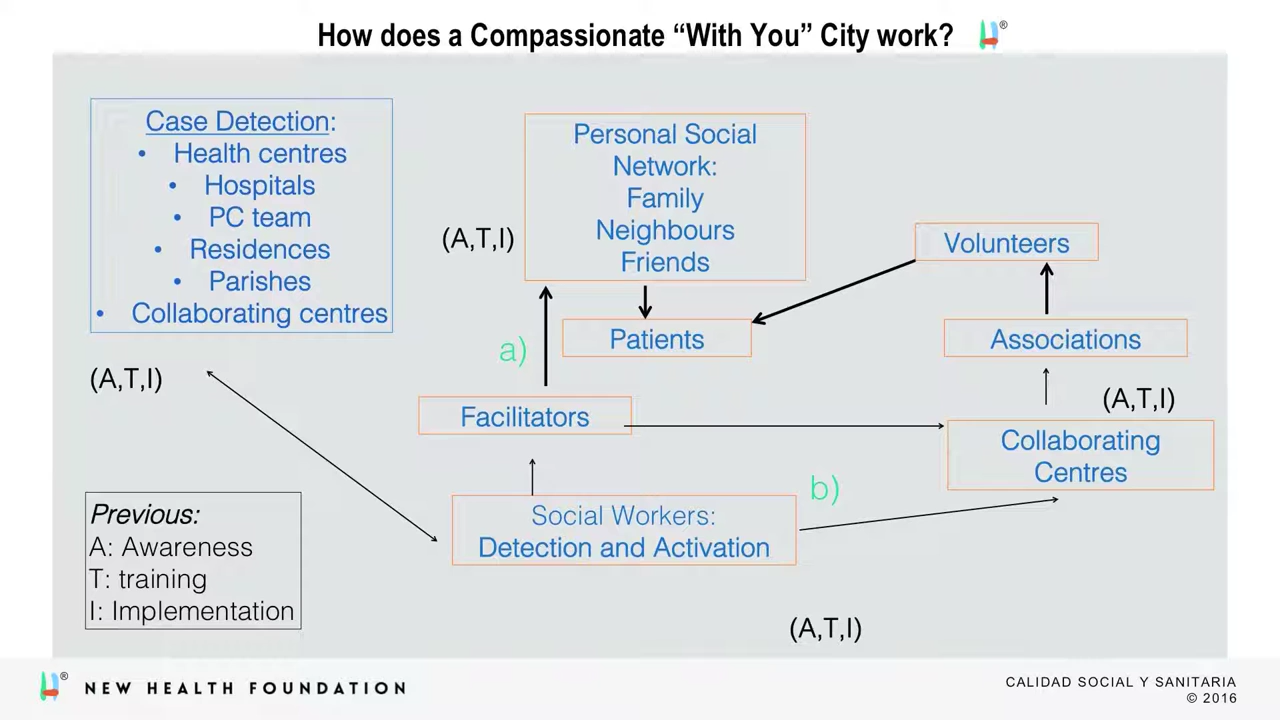 How does a Compassionate “With You” City work?
®
Case Detection:
• Health centres
• Hospitals
• PC team
• Residences
• Parishes
• Collaborating centres
(A,T,I)
Personal Social
Network:
Family
Neighbours
Friends
(A,T,I)
Patients
Volunteers
Associations
(A,T,I)
a)
Facilitators
Collaborating
Centres
b)
Social Workers:
Detection and Activation
Previous:
A: Awareness
T: training
I: Implementation
(A,T,I)
®
NEW HEALTH FOUNDATION
CALIDAD SOCIAL Y SANITARIA
© 2016